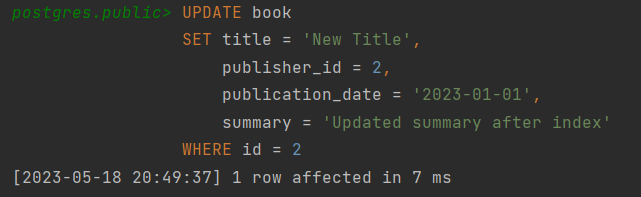 postgres.public> UPDATE book
SET title = 'New Title',
publisher_id = 2,
publication_date = '2023-01-01',
summary = 'Updated summary after index'
WHERE id = 2
[2023-05-18 20:49:37] 1 row affected in 7 ms